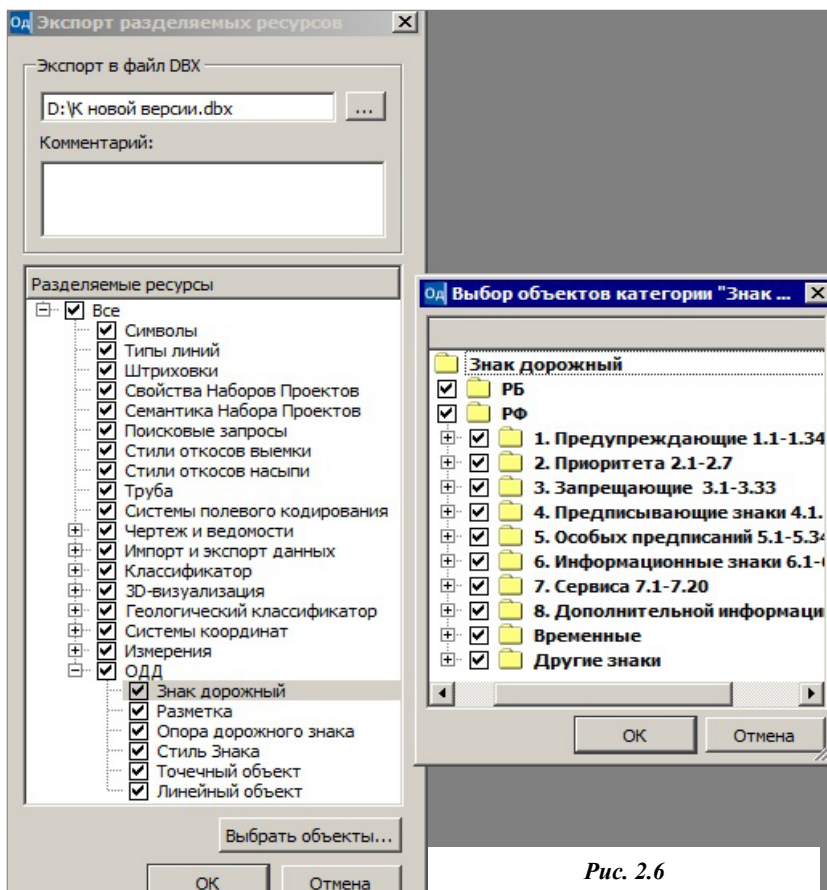 Од Экспорт разделяемых ресурсов
Экспорт в файл DBX
D:\К новой версии.dbx
...
Комментарий:
Разделяемые ресурсы
Все
Символы
Типы линий
Штриховки
Свойства Наборов Проектов
Семантика Набора Проектов
Поисковые запросы
Стили откосов выемки
Стили откосов насыпи
Труба
Системы полевого кодирования
Чертеж и ведомости
Импорт и экспорт данных
Классификатор
3D-визуализация
Геологический классификатор
Системы координат
Измерения
ОДД
Знак дорожный
Разметка
Опора дорожного знака
Стиль Знака
Точечный объект
Линейный объект
Выбрать объекты...
ОК Отмена
Од Выбор объектов категории "Знак ...
Знак дорожный
РБ
РФ
1. Предупреждающие 1.1-1.34
2. Приоритета 2.1-2.7
3. Запрещающие 3.1-3.33
4. Предписывающие знаки 4.1.
5. Особых предписаний 5.1-5.34
6. Информационные знаки 6.1-
7. Сервиса 7.1-7.20
8. Дополнительной информаци
Временные
Другие знаки
ОК Отмена
Рис. 2.6